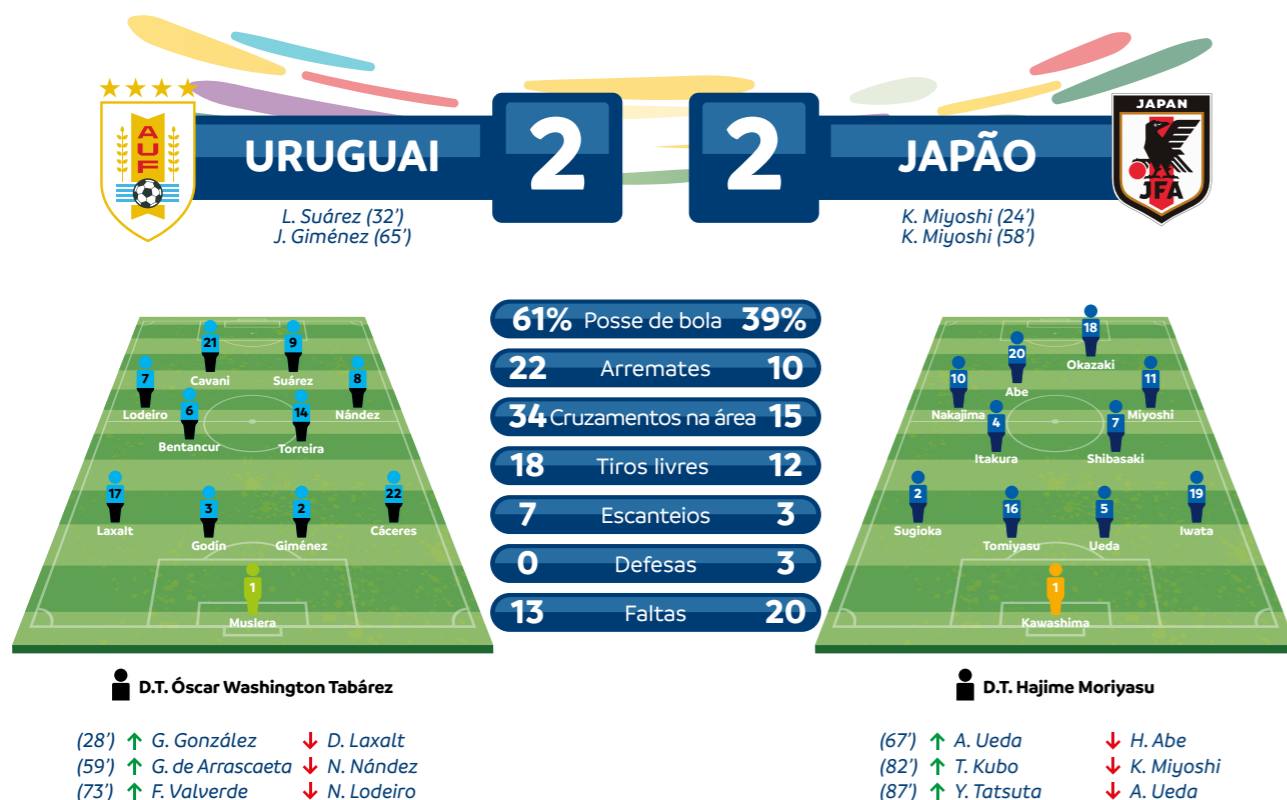 AUF
URUGUAI
2
2
JAPÃO
JAPAN
JFA
L. Suárez (32’)
J. Giménez (65’)
K. Miyoshi (24’)
K. Miyoshi (58’)
61% Posse de bola 39%
22 Arremates 10
34 Cruzamentos na área 15
18 Tiros livres 12
7 Escanteios 3
0 Defesas 3
13 Faltas 20
21
Cavani
9
Suárez
7
Lodeiro
8
Nández
6
Bentancur
14
Torreira
17
Laxalt
3
Godín
2
Giménez
22
Cáceres
1
Muslera
18
Okazaki
20
Abe
10
Nakajima
11
Miyoshi
4
Itakura
7
Shibasaki
2
Sugioka
16
Tomiyasu
5
Ueda
19
Iwata
1
Kawashima
D.T. Óscar Washington Tabárez
(28’) ↑ G. González ↓ D. Laxalt
(59’) ↑ G. de Arrascaeta ↓ N. Nández
(73’) ↑ F. Valverde ↓ N. Lodeiro
D.T. Hajime Moriyasu
(67’) ↑ A. Ueda ↓ H. Abe
(82’) ↑ T. Kubo ↓ K. Miyoshi
(87’) ↑ Y. Tatsuta ↓ A. Ueda